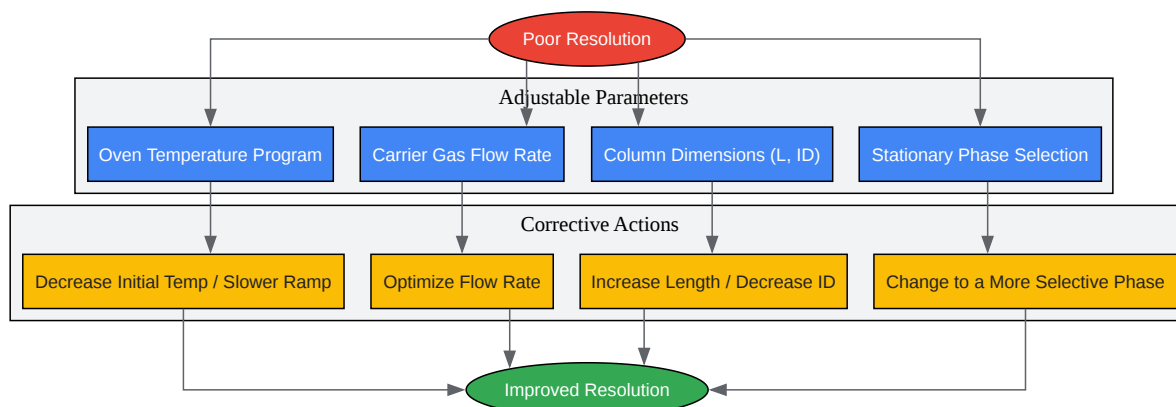 Poor Resolution
Adjustable Parameters
Oven Temperature Program
Carrier Gas Flow Rate
Column Dimensions (L, ID)
Stationary Phase Selection
Corrective Actions
Decrease Initial Temp / Slower Ramp
Optimize Flow Rate
Increase Length / Decrease ID
Change to a More Selective Phase
Improved Resolution